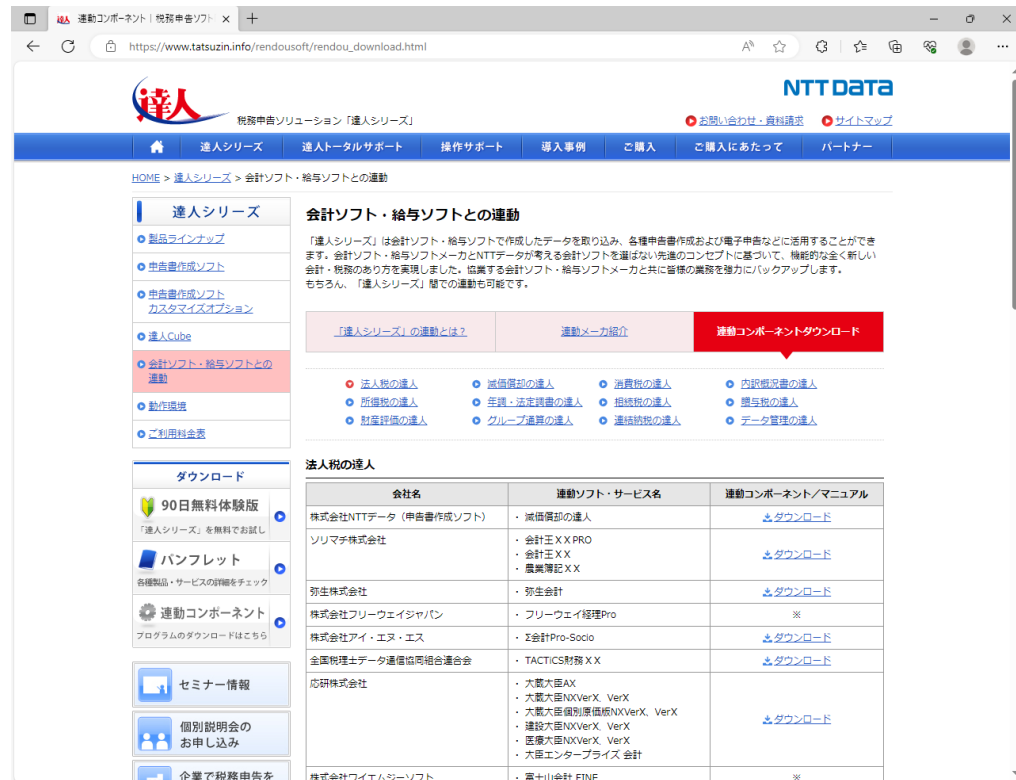 連動コンポーネント｜税務申告ソフト
https://www.tatsuzin.info/rendousoft/rendou_download.html
達人
税務申告ソリューション「達人シリーズ」
NTT DATA
お問い合わせ・資料請求 サイトマップ
達人シリーズ 達人トータルサポート 操作サポート 導入事例 ご購入 ご購入にあたって パートナー
HOME > 達人シリーズ > 会計ソフト・給与ソフトとの連動
達人シリーズ
製品ラインナップ
申告書作成ソフト
申告書作成ソフト
カスタマイズオプション
達人Cube
会計ソフト・給与ソフトとの
連動
動作環境
ご利用料金表
ダウンロード
90日無料体験版
「達人シリーズ」を無料でお試し
パンフレット
各種製品・サービスの詳細をチェック
連動コンポーネント
プログラムのダウンロードはこちら
セミナー情報
個別説明会の
お申し込み
企業で税務申告を
会計ソフト・給与ソフトとの連動
「達人シリーズ」は会計ソフト・給与ソフトで作成したデータを取り込み、各種申告書作成および電子申告などに活用することができ
ます。会計ソフト・給与ソフトメーカとNTTデータが考える会計ソフトを選ばない先進のコンセプトに基づいて、機能的な全く新しい
会計・税務のあり方を実現しました。協業する会計ソフト・給与ソフトメーカと共に皆様の業務を強力にバックアップします。
もちろん、「達人シリーズ」間での連動も可能です。
「達人シリーズ」の連動とは？ 連動メーカ紹介 連動コンポーネントダウンロード
法人税の達人 減価償却の達人 消費税の達人 内訳概況書の達人
所得税の達人 年調・法定調書の達人 相続税の達人 贈与税の達人
財産評価の達人 グループ通算の達人 連結納税の達人 データ管理の達人
法人税の達人
会社名 連動ソフト・サービス名 連動コンポーネント／マニュアル
株式会社NTTデータ（申告書作成ソフト） ・ 減価償却の達人 ダウンロード
ソリマチ株式会社 ・ 会計王ＸＸPRO
・ 会計王ＸＸ ダウンロード
・ 農業簿記ＸＸ
弥生株式会社 ・ 弥生会計 ダウンロード
株式会社フリーウェイジャパン ・ フリーウェイ経理Pro ※
株式会社アイ・エヌ・エス ・ Σ会計Pro-Socio ダウンロード
全国税理士データ通信協同組合連合会 ・ TACTiCS財務ＸＸ ダウンロード
応研株式会社 ・ 大蔵大臣AX
・ 大蔵大臣NXVerX、VerX
・ 大蔵大臣個別原価版NXVerX、VerX
・ 建設大臣NXVerX、VerX ダウンロード
・ 医療大臣NXVerX、VerX
・ 大臣エンタープライズ 会計
株式会社ワイエムジーソフト ・ 富士山会計 FINE ※